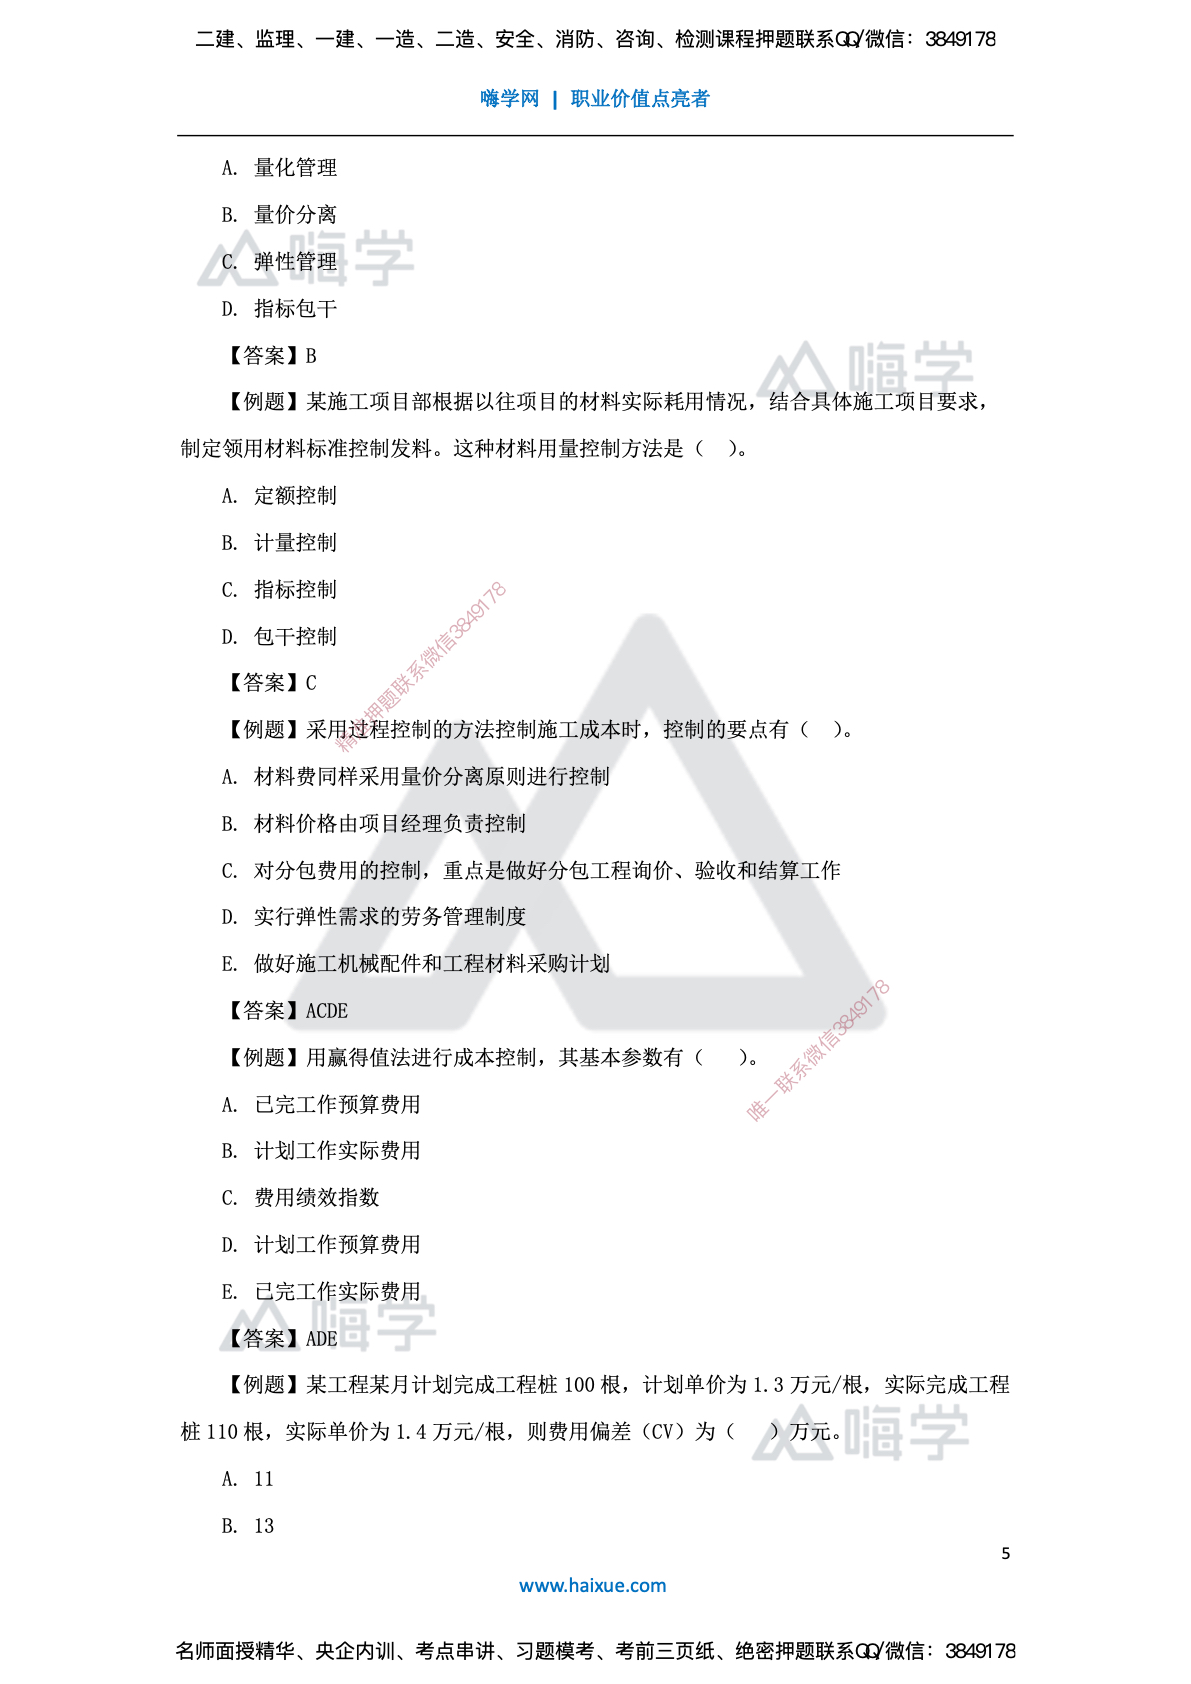 二建、监理、一建、一造、二造、安全、消防、咨询、检测课程押题联系QQ/微信：3849178
嗨学网 | 职业价值点亮者
A. 量化管理
B. 量价分离
嗨学
C. 弹性管理
D. 指标包干
【答案】B
嗨学
【例题】某施工项目部根据以往项目的材料实际耗用情况，结合具体施工项目要求，
制定领用材料标准控制发料。这种材料用量控制方法是（ ）。
A. 定额控制
B. 计量控制
C. 指标控制
D. 包干控制
精准押题联系微信3849178
【答案】C
【例题】采用过程控制的方法控制施工成本时，控制的要点有（ ）。
A. 材料费同样采用量价分离原则进行控制
B. 材料价格由项目经理负责控制
C. 对分包费用的控制，重点是做好分包工程询价、验收和结算工作
D. 实行弹性需求的劳务管理制度
E. 做好施工机械配件和工程材料采购计划
【答案】ACDE
唯一联系微信3849178
【例题】用赢得值法进行成本控制，其基本参数有（ ）。
A. 已完工作预算费用
B. 计划工作实际费用
C. 费用绩效指数
D. 计划工作预算费用
E. 已完工作实际费用
嗨学
【答案】ADE
【例题】某工程某月计划完成工程桩 100 根，计划单价为 1.3 万元/根，实际完成工程
桩 110 根，实际单价为 1.4 万元/根，则费用偏差（CV）为（ ）万元。
嗨学
A. 11
B. 13
5
www.haixue.com
名师面授精华、央企内训、考点串讲、习题模考、考前三页纸、绝密押题联系QQ/微信：3849178